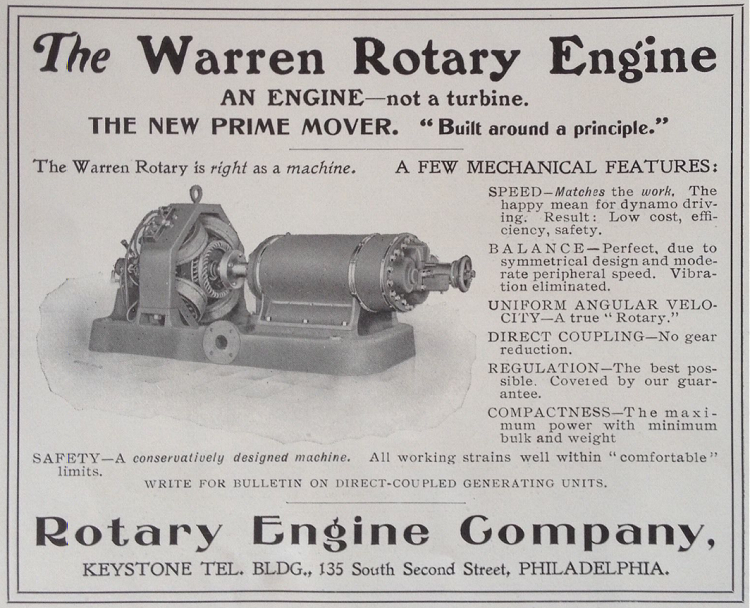 The Warren Rotary Engine
AN ENGINE—not a turbine.
THE NEW PRIME MOVER. “Built around a principle.”
The Warren Rotary is right as a machine.
A FEW MECHANICAL FEATURES:
SPEED—Matches the work. The
happy mean for dynamo driv-
ing. Result: Low cost, effi-
ciency, safety.
BALANCE—Perfect, due to
symmetrical design and mode-
rate peripheral speed. Vibra-
tion eliminated.
UNIFORM ANGULAR VELO-
CITY—A true “Rotary.”
DIRECT COUPLING—No gear
reduction.
REGULATION—The best pos-
sible. Covered by our guar-
antee.
COMPACTNESS—The maxi-
mum power with minimum
bulk and weight
SAFETY—A conservatively designed machine. All working strains well within “comfortable”
limits.
WRITE FOR BULLETIN ON DIRECT-COUPLED GENERATING UNITS.
Rotary Engine Company,
KEYSTONE TEL. BLDG., 135 South Second Street, PHILADELPHIA.